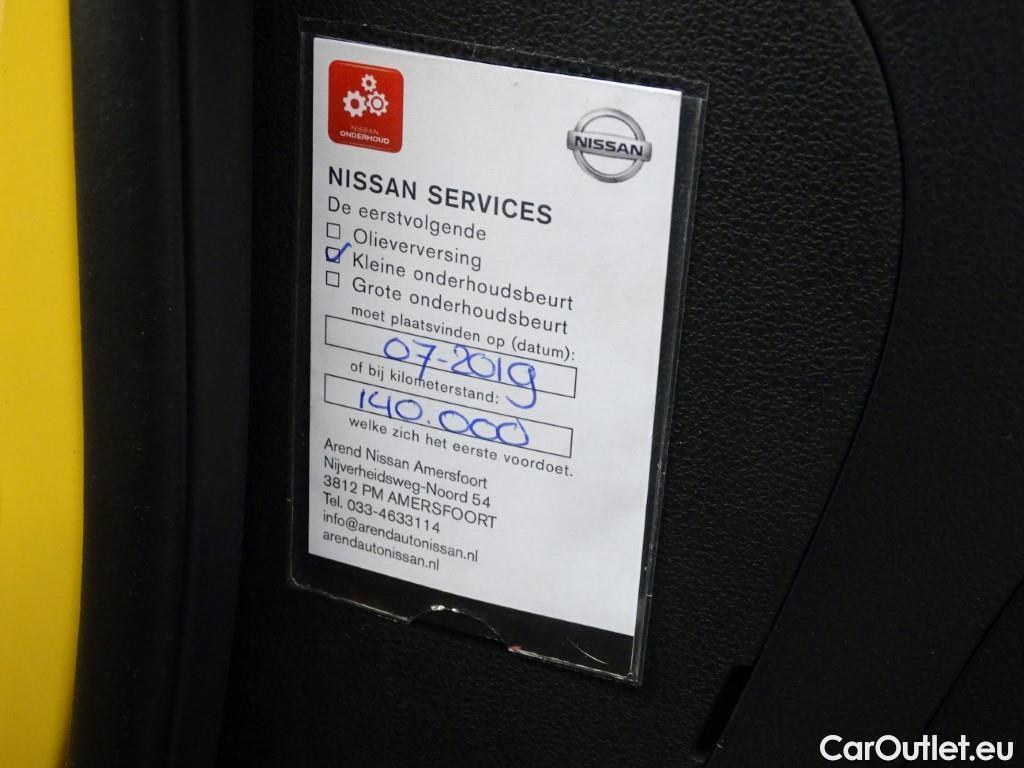 NISSAN
ONDERHOUD
NISSAN
NISSAN SERVICES
De eerstvolgende
Olieverversing
Kleine onderhoudsbeurt
Grote onderhoudsbeurt
moet plaatsvinden op (datum):
07-2019
of bij kilometerstand:
140.000
welke zich het eerste voordoet.
Arend Nissan Amersfoort
Nijverheidsweg-Noord 54
3812 PM AMERSFOORT
Tel. 033-4633114
info@arendautonissan.nl
arendautonissan.nl
CarOutlet.eu